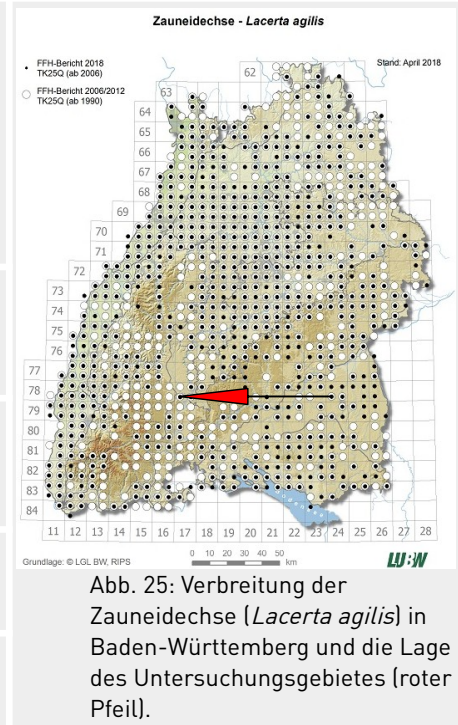 Zauneidechse - Lacerta agilis
FFH-Bericht 2018
TK25Q (ab 2006)
FFH-Bericht 2006/2012
TK25Q (ab 1990)
Stand: April 2018
62
63
64
65
66
67
68
69
70
71
72
73
74
75
76
77
78
79
80
81
82
83
84
11 12 13 14 15 16 17 18 19 20 21 22 23 24 25 26 27 28
Grundlage: © LGL BW, RIPS
0 10 20 30 40 50
km
LUBW
Abb. 25: Verbreitung der
Zauneidechse (Lacerta agilis) in
Baden-Württemberg und die Lage
des Untersuchungsgebietes (roter
Pfeil).